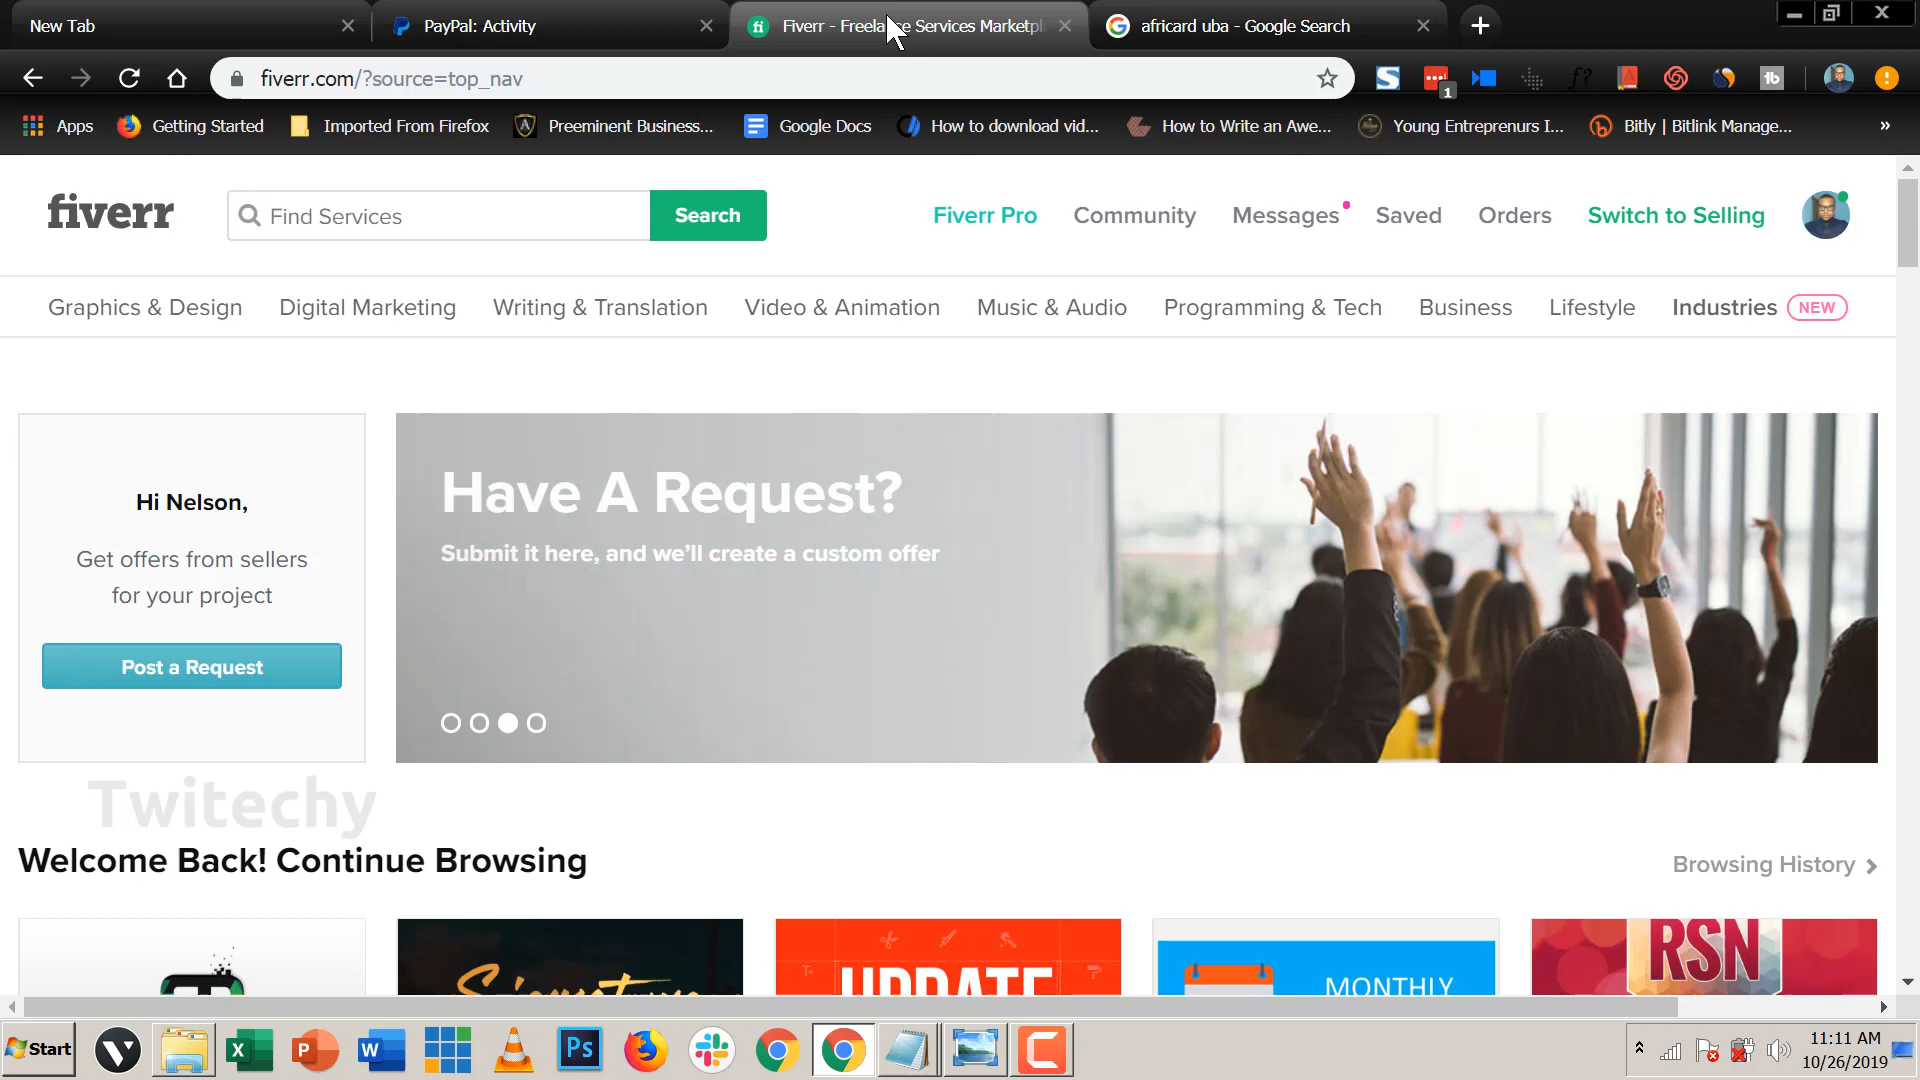 New Tab
PayPal: Activity
Fiverr - Freelance Services Marketpl
africard uba - Google Search
fiverr.com/?source=top_nav
1
Apps
Getting Started
Imported From Firefox
Preeminent Business...
Google Docs
How to download vid...
How to Write an Awe...
Young Entreprenurs I...
Bitly | Bitlink Manage...
»
fiverr
Find Services
Search
Fiverr Pro
Community
Messages
Saved
Orders
Switch to Selling
Graphics & Design
Digital Marketing
Writing & Translation
Video & Animation
Music & Audio
Programming & Tech
Business
Lifestyle
Industries
NEW
Hi Nelson,
Get offers from sellers
for your project
Post a Request
Have A Request?
Submit it here, and we'll create a custom offer
Twitechy
Welcome Back! Continue Browsing
Browsing History
Signature
UPDATE
MONTHLY
RSN
Start
11:11 AM
10/26/2019